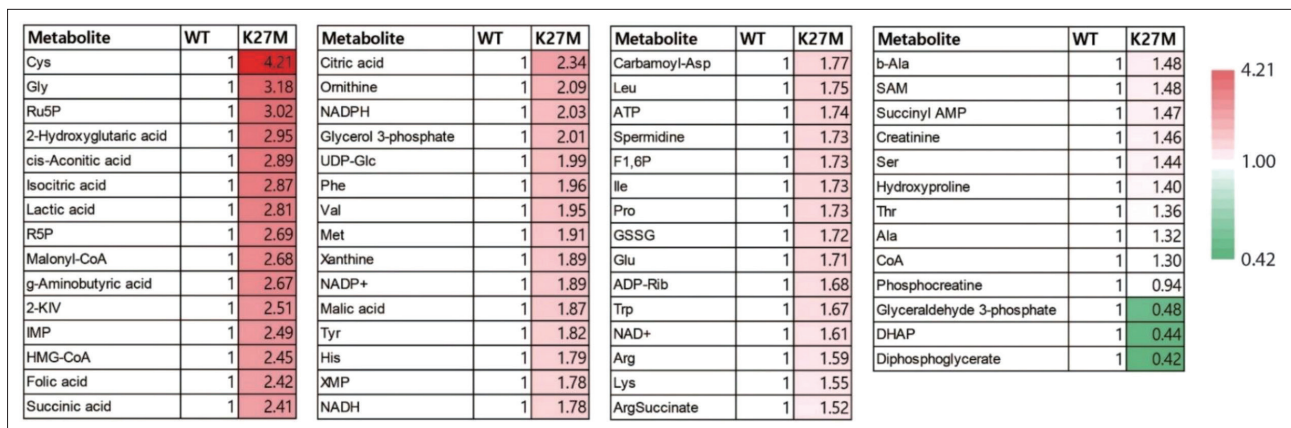 Metabolite WT K27M
Cys 1 4.21
Gly 1 3.18
Ru5P 1 3.02
2-Hydroxyglutaric acid 1 2.95
cis-Aconitic acid 1 2.89
Isocitric acid 1 2.87
Lactic acid 1 2.81
R5P 1 2.69
Malonyl-CoA 1 2.68
g-Aminobutyric acid 1 2.67
2-KIV 1 2.51
IMP 1 2.49
HMG-CoA 1 2.45
Folic acid 1 2.42
Succinic acid 1 2.41
Metabolite WT K27M
Citric acid 1 2.34
Ornithine 1 2.09
NADPH 1 2.03
Glycerol 3-phosphate 1 2.01
UDP-Glc 1 1.99
Phe 1 1.96
Val 1 1.95
Met 1 1.91
Xanthine 1 1.89
NADP+ 1 1.89
Malic acid 1 1.87
Tyr 1 1.82
His 1 1.79
XMP 1 1.78
NADH 1 1.78
Metabolite WT K27M
Carbamoyl-Asp 1 1.77
Leu 1 1.75
ATP 1 1.74
Spermidine 1 1.73
F1,6P 1 1.73
Ile 1 1.73
Pro 1 1.73
GSSG 1 1.72
Glu 1 1.71
ADP-Rib 1 1.68
Trp 1 1.67
NAD+ 1 1.61
Arg 1 1.59
Lys 1 1.55
ArgSuccinate 1 1.52
Metabolite WT K27M
b-Ala 1 1.48
SAM 1 1.48
Succinyl AMP 1 1.47
Creatinine 1 1.46
Ser 1 1.44
Hydroxyproline 1 1.40
Thr 1 1.36
Ala 1 1.32
CoA 1 1.30
Phosphocreatine 1 0.94
Glyceraldehyde 3-phosphate 1 0.48
DHAP 1 0.44
Diphosphoglycerate 1 0.42
4.21
1.00
0.42